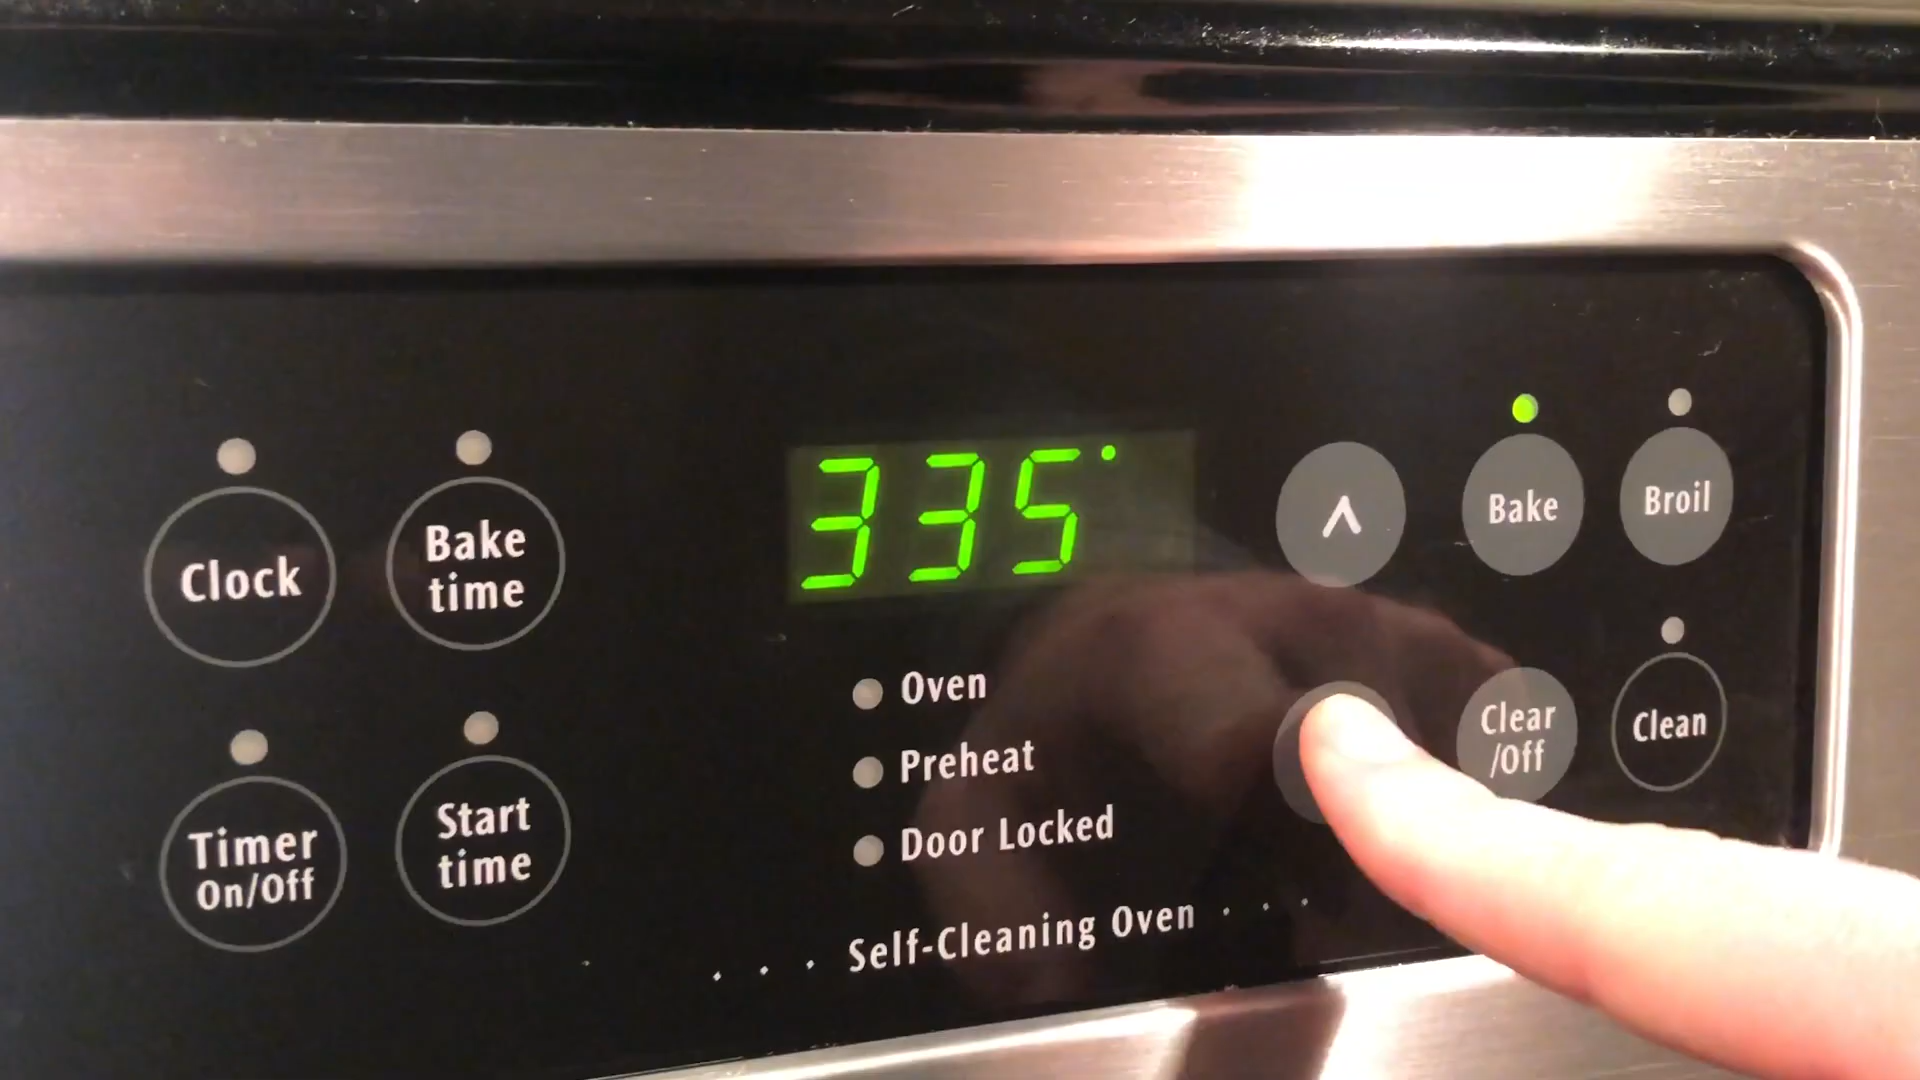 Clock
Bake
time
335°
Bake
Broil
Timer
On/Off
Start
time
Oven
Preheat
Door Locked
Clear
/Off
Clean
. . . Self-Cleaning Oven . . .